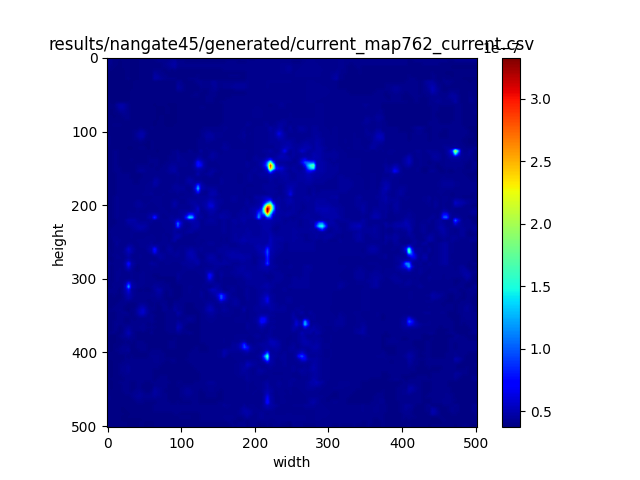 results/nangate45/generated/current_map762_current.csv
1e−7
0
100
200
300
400
500
height
0 100 200 300 400 500
width
3.0
2.5
2.0
1.5
1.0
0.5